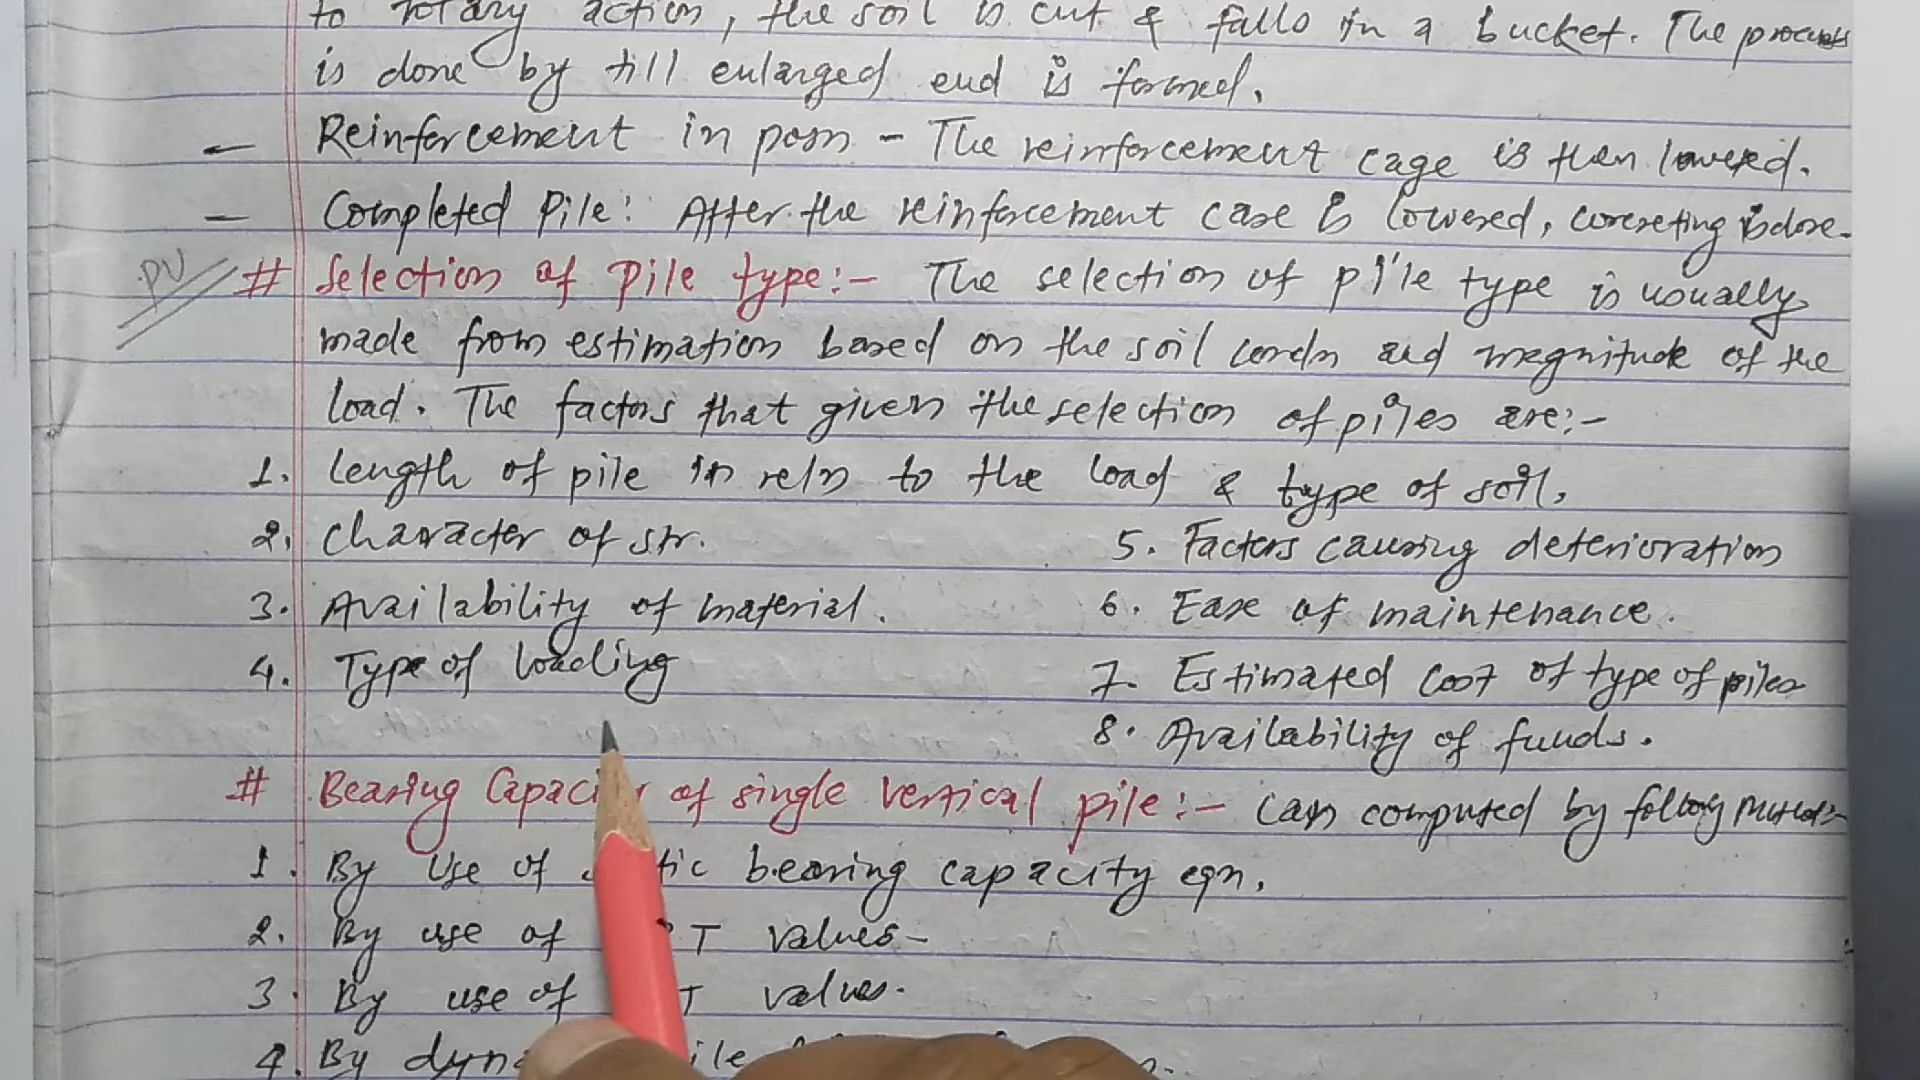 to rotary action, the soil is cut & falls in a bucket. The process
is done by till enlarged end is formed.
— Reinforcement in posn - The reinforcement cage is then lowered.
— Completed Pile: After the reinforcement case is lowered, concreting is done.
PU
# Selection of Pile type:- The selection of pile type is usually
made from estimation based on the soil condn and magnitude of the
load. The factors that given the selection of piles are:-
1. Length of pile in reln to the load & type of soil.
2. Character of str.
3. Availability of material.
4. Type of loading
5. Factors causing deterioration
6. Ease of maintenance.
7. Estimated cost of type of piles
8. Availability of funds.
# Bearing Capaci of single vertical pile:- Can computed by
1. By Use of tic bearing capacity eqn.
2. By use of T values-
3. By use of T values.
4. By dyna ile